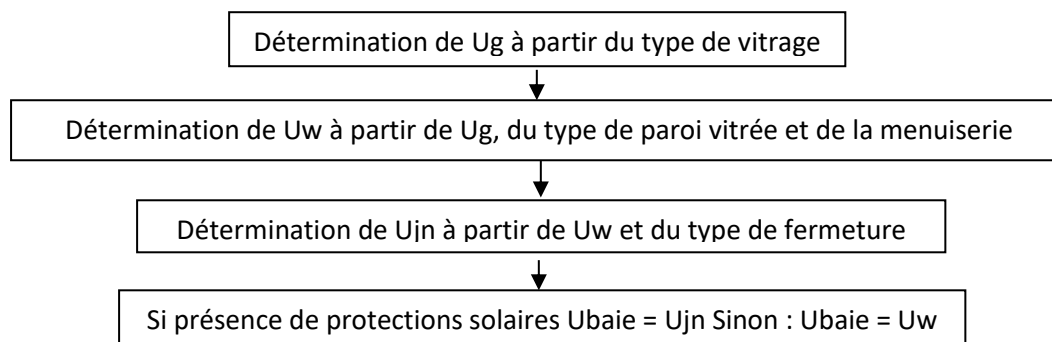 Détermination de Ug à partir du type de vitrage
Détermination de Uw à partir de Ug, du type de paroi vitrée et de la menuiserie
Détermination de Ujn à partir de Uw et du type de fermeture
Si présence de protections solaires Ubaie = Ujn Sinon : Ubaie = Uw